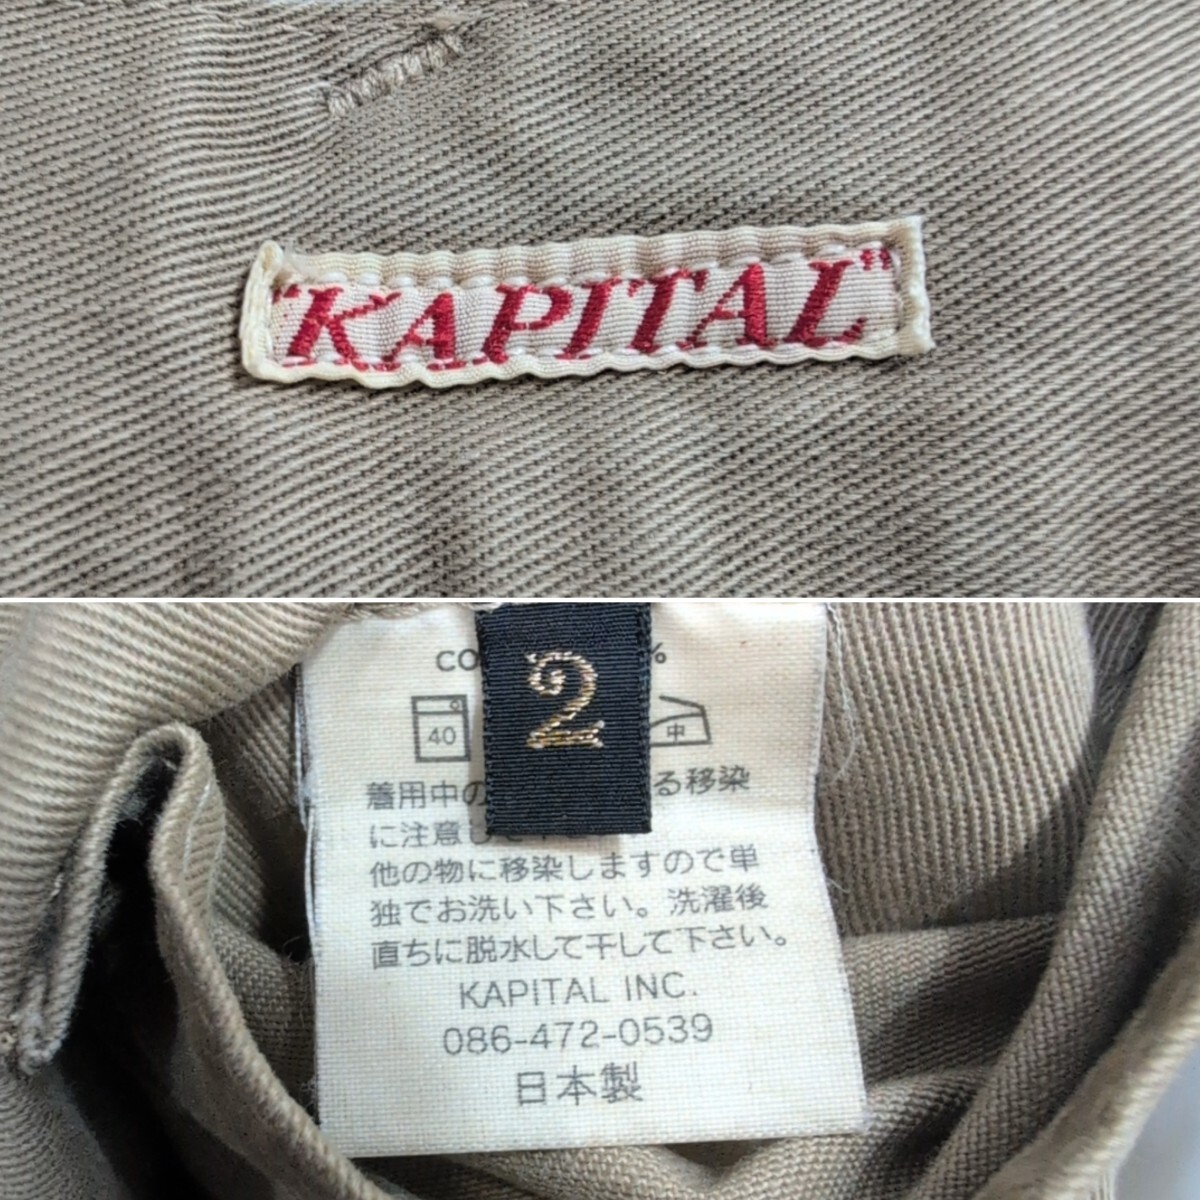 "KAPITAL"
2
40
中
着用中の
る移染
に注意し
他の物に移染しますので単
独でお洗い下さい。洗濯後
直ちに脱水して干して下さい。
KAPITAL INC.
086-472-0539
日本製